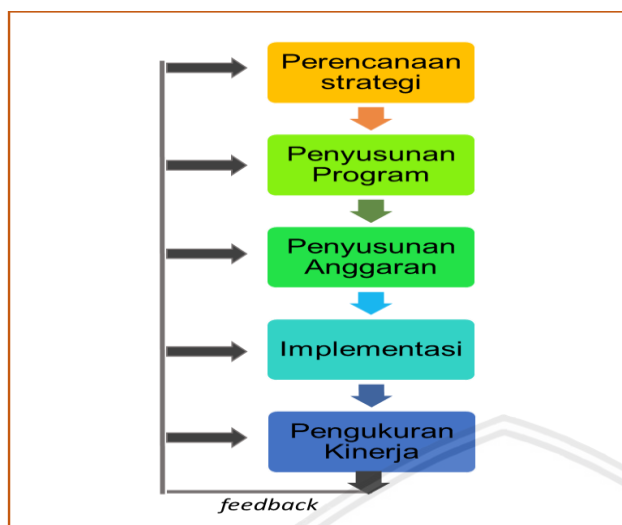 Perencanaan
strategi
Penyusunan
Program
Penyusunan
Anggaran
Implementasi
Pengukuran
Kinerja
feedback